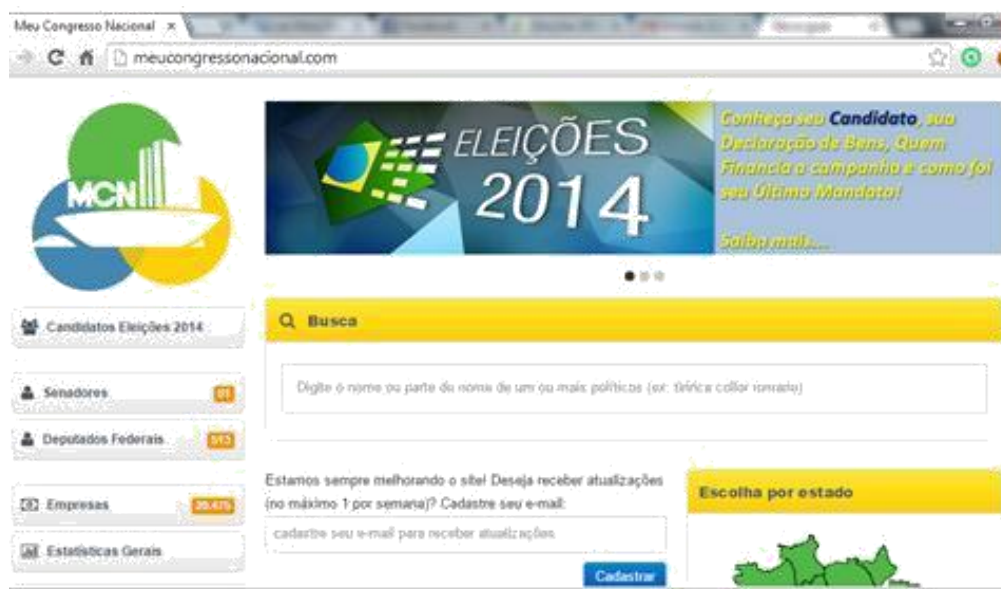 Meu Congresso Nacional
meucongressonacional.com
MCN
ELEIÇÕES
2014
Conheça seu Candidato, sua
Declaração de Bens, Quem
Financia a campanha e como foi
seu Último Mandato!
Saiba mais...
Candidatos Eleições 2014
Senadores 81
Deputados Federais 513
Empresas
Estatísticas Gerais
Busca
Digite o nome ou parte do nome de um ou mais políticos (ex: tiririca collor romario)
Estamos sempre melhorando o site! Deseja receber atualizações
(no máximo 1 por semana)? Cadastre seu e-mail:
cadastre seu e-mail para receber atualizações
Cadastrar
Escolha por estado